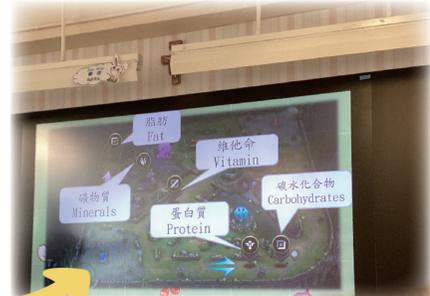 脂肪
Fat
維他命
Vitamin
礦物質
Minerals
碳水化合物
Carbohydrates
蛋白質
Protein